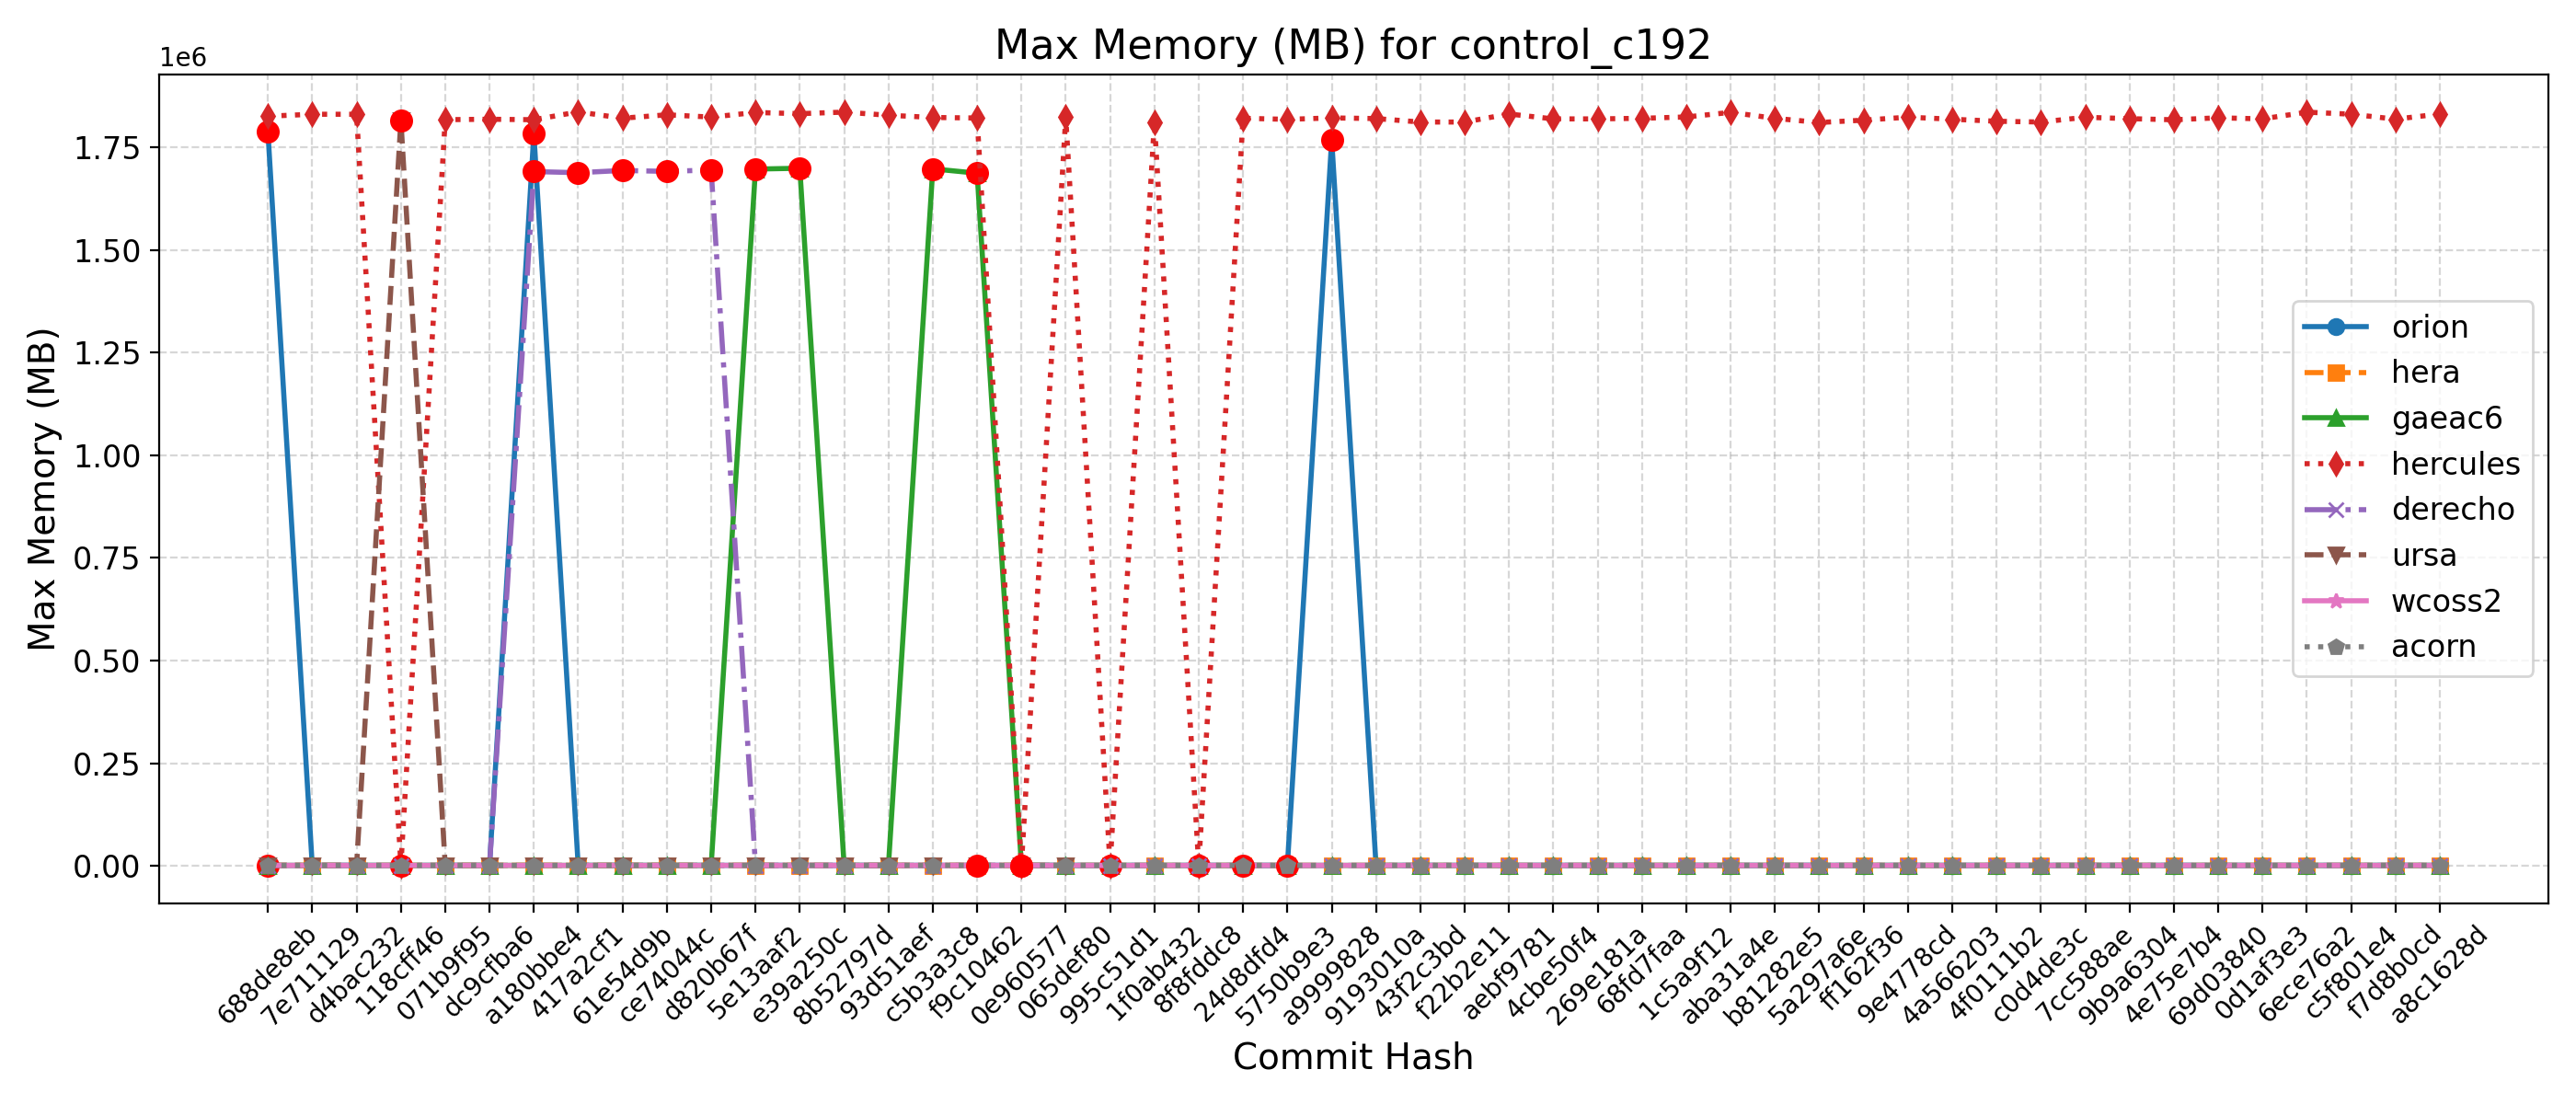 Max Memory (MB) for control_c192
1e6
1.75
1.50
1.25
1.00
0.75
0.50
0.25
0.00
Max Memory (MB)
orion
hera
gaeac6
hercules
derecho
ursa
wcoss2
acorn
688de8eb
7e711129
d4bac232
118cff46
071b9f95
dc9cfba6
a180bbe4
417a2cf1
61e54d9b
ce74044c
d820b67f
5e13aaf2
e39a250c
8b52797d
93d51aef
c5b3a3c8
f9c10462
0e960577
065def80
995c51d1
1f0ab432
8f8fddc8
24d8dfd4
5750b9e3
a9999828
9193010a
43f2c3bd
f22b2e11
aebf9781
4cbe50f4
269e181a
68fd7faa
1c5a9f12
aba31a4e
b81282e5
5a297a6e
ff162f36
9e4778cd
4a566203
4f0111b2
c0d4de3c
7cc588ae
9b9a6304
4e75e7b4
69d03840
0d1af3e3
6ece76a2
c5f801e4
f7d8b0cd
a8c1628d
Commit Hash